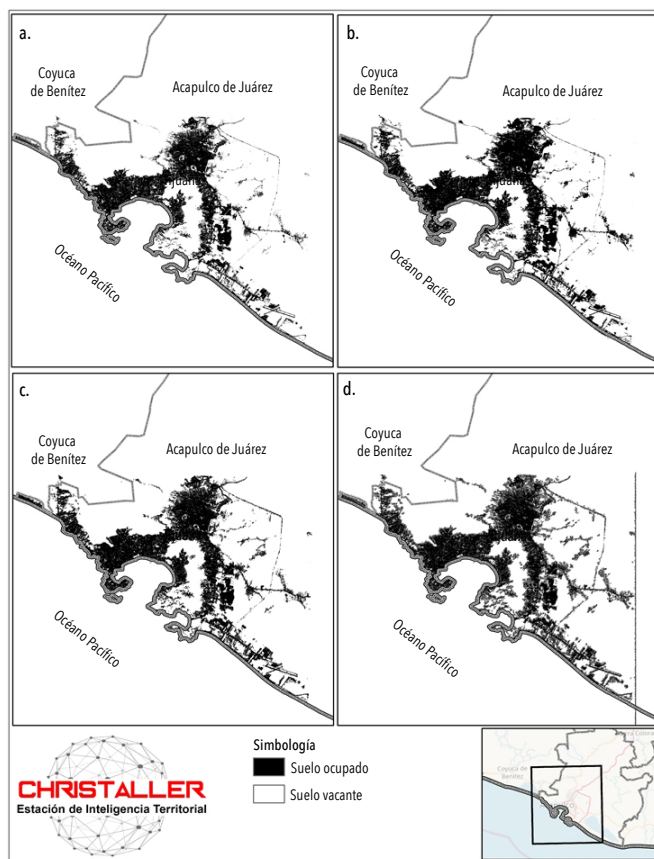 a.
Coyuca
de Benítez
Acapulco de Juárez
Océano Pacífico
b.
Coyuca
de Benítez
Acapulco de Juárez
Océano Pacífico
c.
Coyuca
de Benítez
Acapulco de Juárez
Océano Pacífico
d.
Coyuca
de Benítez
Acapulco de Juárez
Océano Pacífico
CHRISTALLER
Estación de Inteligencia Territorial
Simbología
Suelo ocupado
Suelo vacante
Coyuca de
Benítez